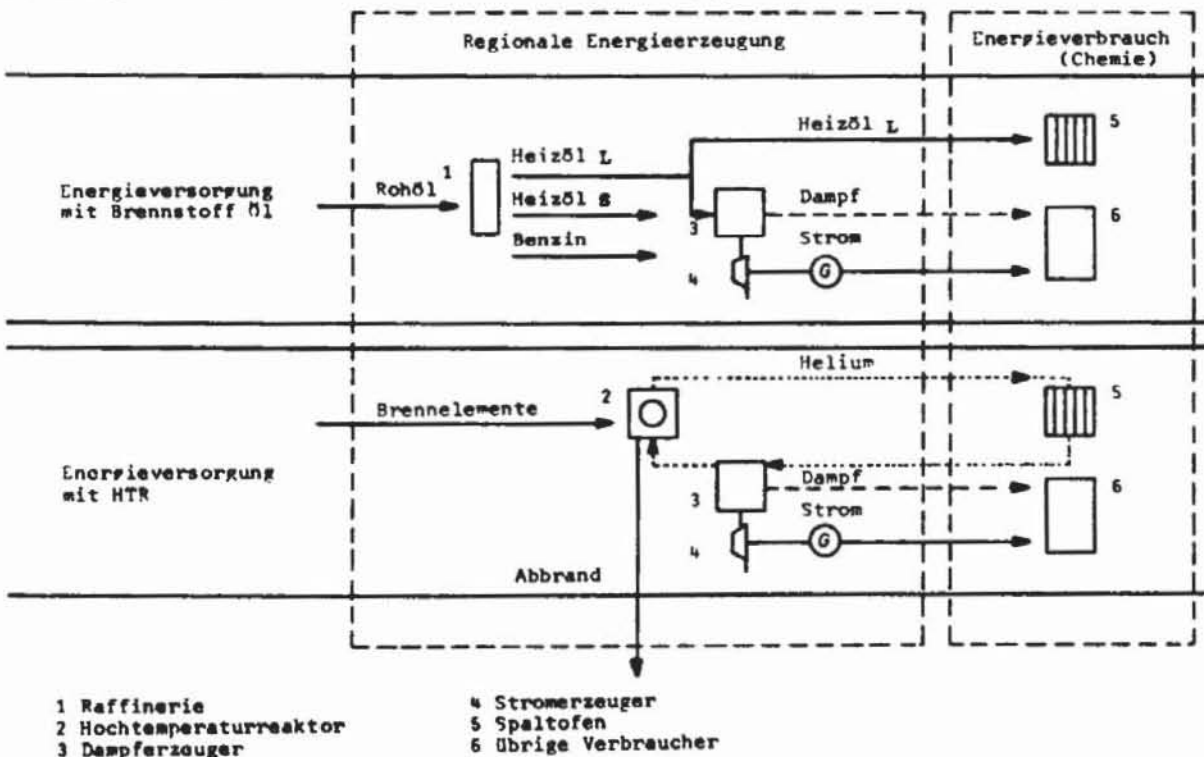 Regionale Energieerzeugung
Energieverbrauch
(Chemie)
Energieversorgung
mit Brennstoff Öl
Rohöl
1
Heizöl L
Heizöl S
Benzin
Heizöl L
3
Dampf
Strom
4
G
5
6
Energieversorgung
mit HTR
Brennelemente
2
Helium
3
Dampf
Strom
4
G
5
6
Abbrand
1 Raffinerie
2 Hochtemperaturreaktor
3 Dampferzeuger
4 Stromerzeuger
5 Spaltofen
6 Übrige Verbraucher